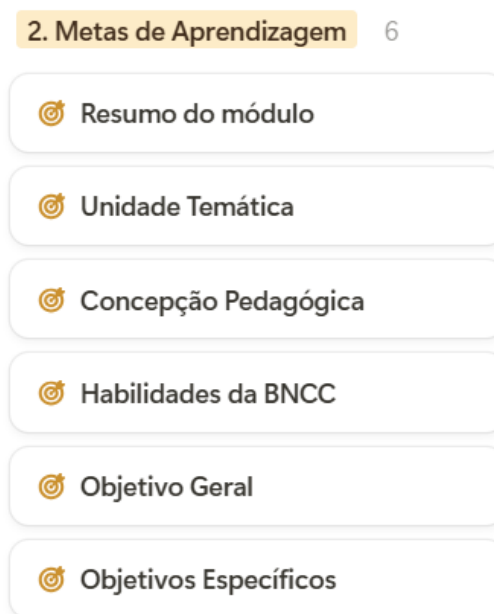 2. Metas de Aprendizagem 6
Resumo do módulo
Unidade Temática
Concepção Pedagógica
Habilidades da BNCC
Objetivo Geral
Objetivos Específicos